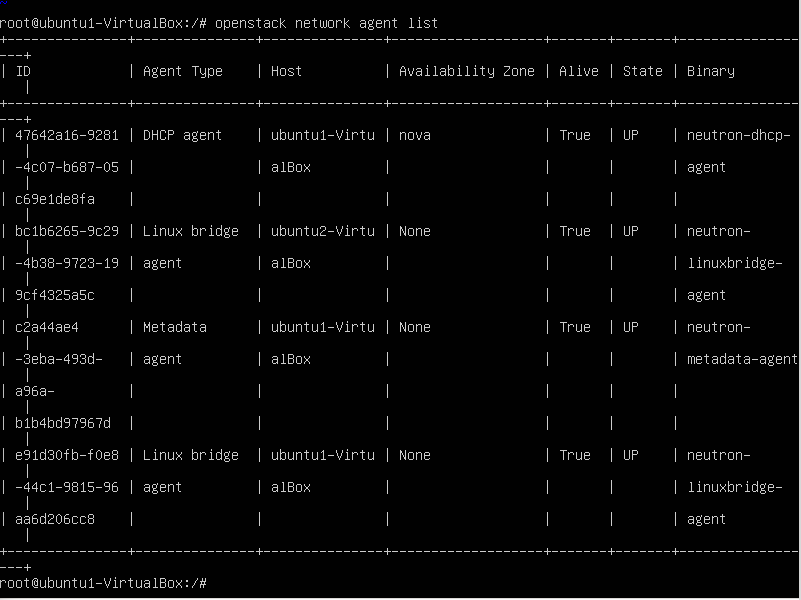 root@ubuntu1-VirtualBox:/# openstack network agent list
+---------------+---------------+---------------+-------------------+-------+-------+---------------
---+
| ID            | Agent Type    | Host          | Availability Zone | Alive | State | Binary
   |
+---------------+---------------+---------------+-------------------+-------+-------+---------------
---+
| 47642a16-9281 | DHCP agent    | ubuntu1-Virtu | nova              | True  | UP    | neutron-dhcp-
   |
| -4c07-b687-05 |               | alBox         |                   |       |       | agent
   |
| c69e1de8fa    |               |               |                   |       |       |
   |
| bc1b6265-9c29 | Linux bridge  | ubuntu2-Virtu | None              | True  | UP    | neutron-
   |
| -4b38-9723-19 | agent         | alBox         |                   |       |       | linuxbridge-
   |
| 9cf4325a5c    |               |               |                   |       |       | agent
   |
| c2a44ae4      | Metadata      | ubuntu1-Virtu | None              | True  | UP    | neutron-
   |
| -3eba-493d-   | agent         | alBox         |                   |       |       | metadata-agent
   |
| a96a-         |               |               |                   |       |       |
   |
| b1b4bd97967d  |               |               |                   |       |       |
   |
| e91d30fb-f0e8 | Linux bridge  | ubuntu1-Virtu | None              | True  | UP    | neutron-
   |
| -44c1-9815-96 | agent         | alBox         |                   |       |       | linuxbridge-
   |
| aa6d206cc8    |               |               |                   |       |       | agent
   |
+---------------+---------------+---------------+-------------------+-------+-------+---------------
---+
root@ubuntu1-VirtualBox:/#